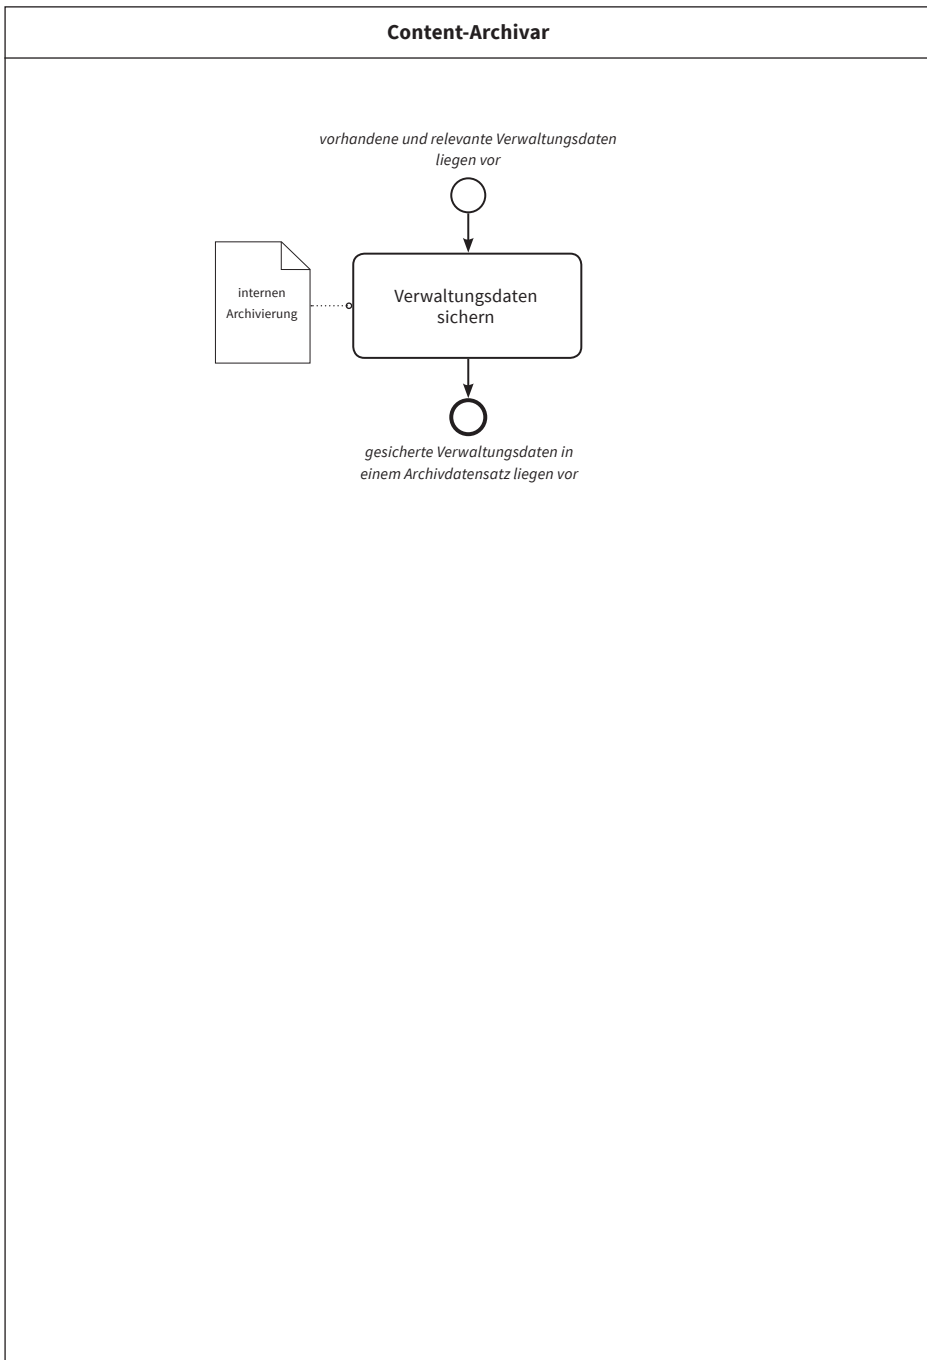 Content-Archivar
vorhandene und relevante Verwaltungsdaten
liegen vor
internen
Archivierung
Verwaltungsdaten
sichern
gesicherte Verwaltungsdaten in
einem Archivdatensatz liegen vor